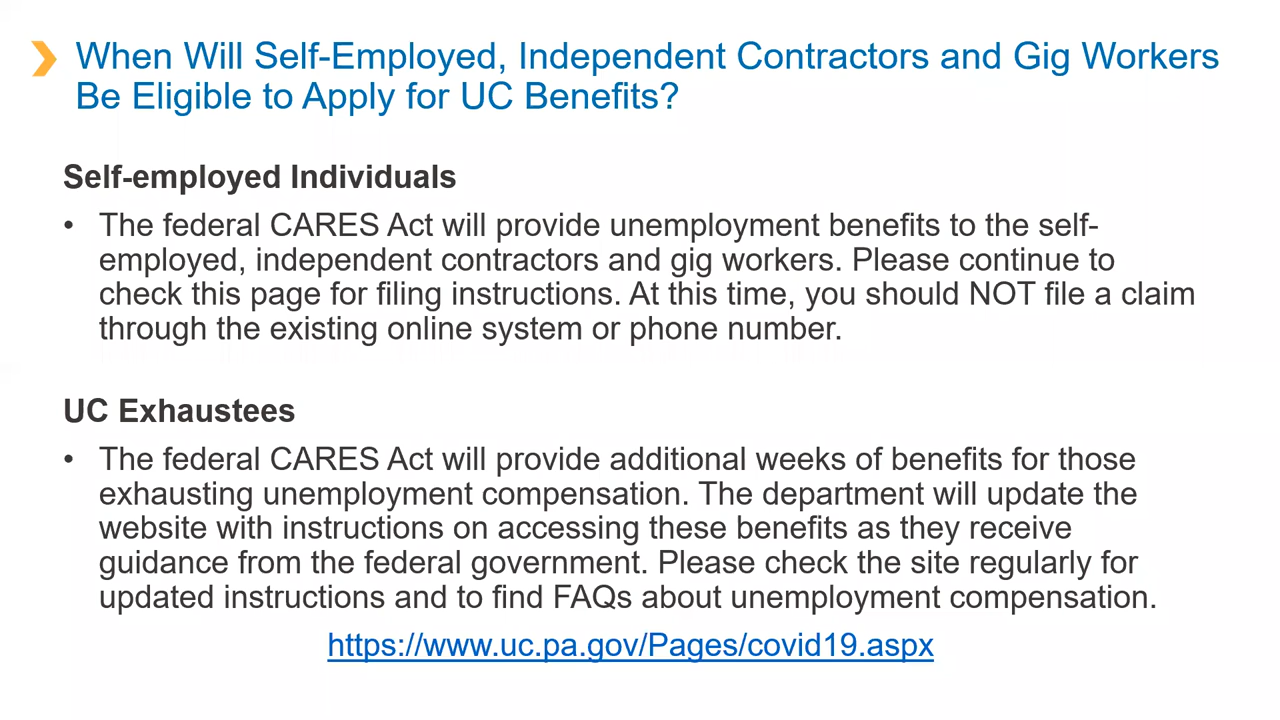 When Will Self-Employed, Independent Contractors and Gig Workers
Be Eligible to Apply for UC Benefits?
Self-employed Individuals
• The federal CARES Act will provide unemployment benefits to the self-
employed, independent contractors and gig workers. Please continue to
check this page for filing instructions. At this time, you should NOT file a claim
through the existing online system or phone number.
UC Exhaustees
• The federal CARES Act will provide additional weeks of benefits for those
exhausting unemployment compensation. The department will update the
website with instructions on accessing these benefits as they receive
guidance from the federal government. Please check the site regularly for
updated instructions and to find FAQs about unemployment compensation.
https://www.uc.pa.gov/Pages/covid19.aspx